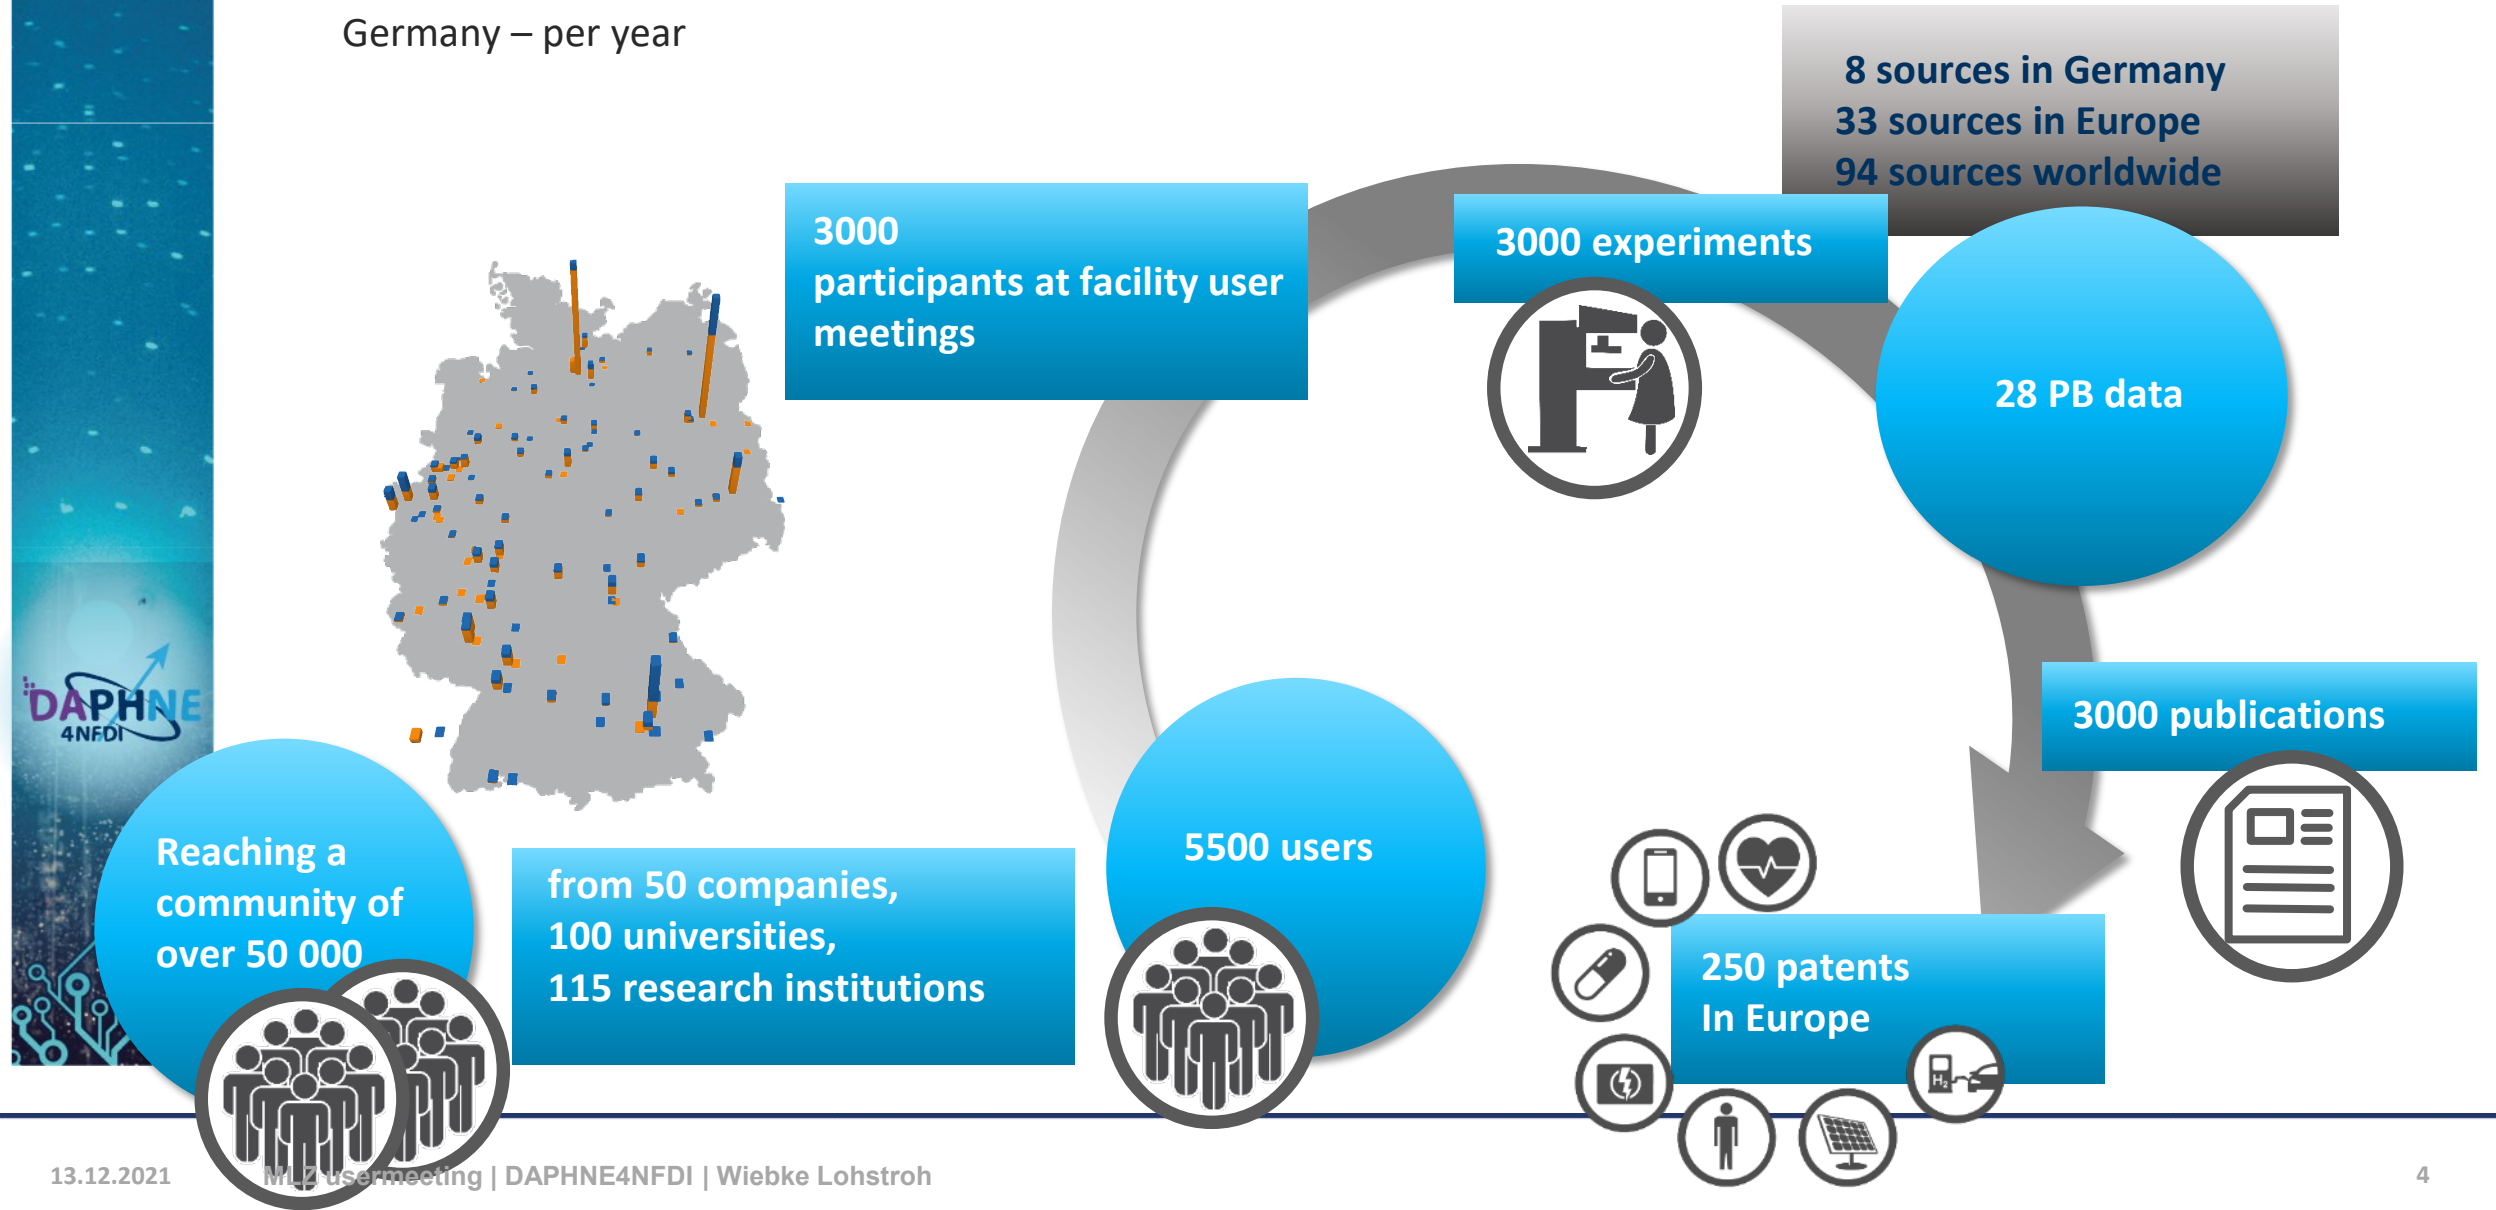 Germany – per year
8 sources in Germany
33 sources in Europe
94 sources worldwide
3000
participants at facility user
meetings
3000 experiments
28 PB data
3000 publications
DAPHNE
4NFDI
Reaching a
community of
over 50 000
from 50 companies,
100 universities,
115 research institutions
5500 users
250 patents
In Europe
H2
13.12.2021
MLZ usermeeting | DAPHNE4NFDI | Wiebke Lohstroh
4